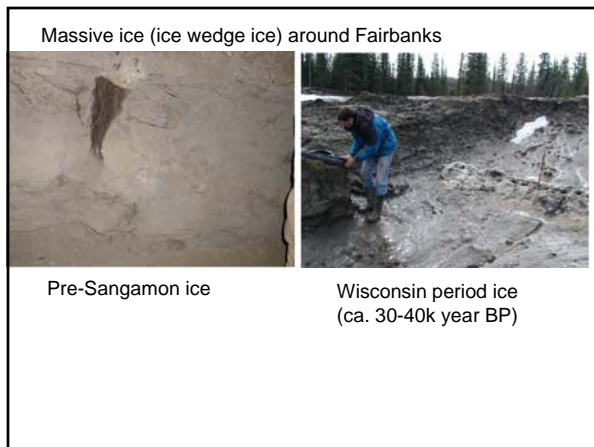 Massive ice (ice wedge ice) around Fairbanks
Pre-Sangamon ice
Wisconsin period ice
(ca. 30-40k year BP)